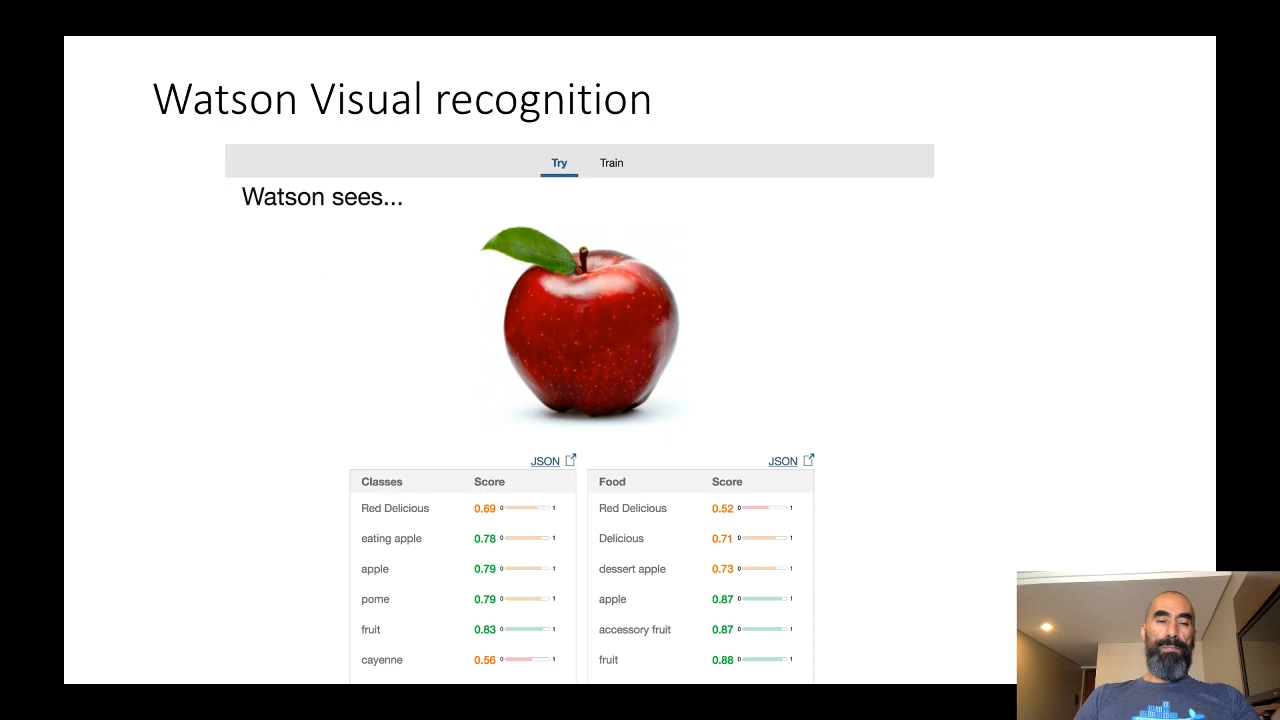 Watson Visual recognition
Try Train
Watson sees...
JSON JSON
Classes Score Food Score
Red Delicious 0.69 0 1 Red Delicious 0.52 0 1
eating apple 0.78 0 1 Delicious 0.71 0 1
apple 0.79 0 1 dessert apple 0.73 0 1
pome 0.79 0 1 apple 0.87 0 1
fruit 0.83 0 1 accessory fruit 0.87 0 1
cayenne 0.56 0 1 fruit 0.88 0 1